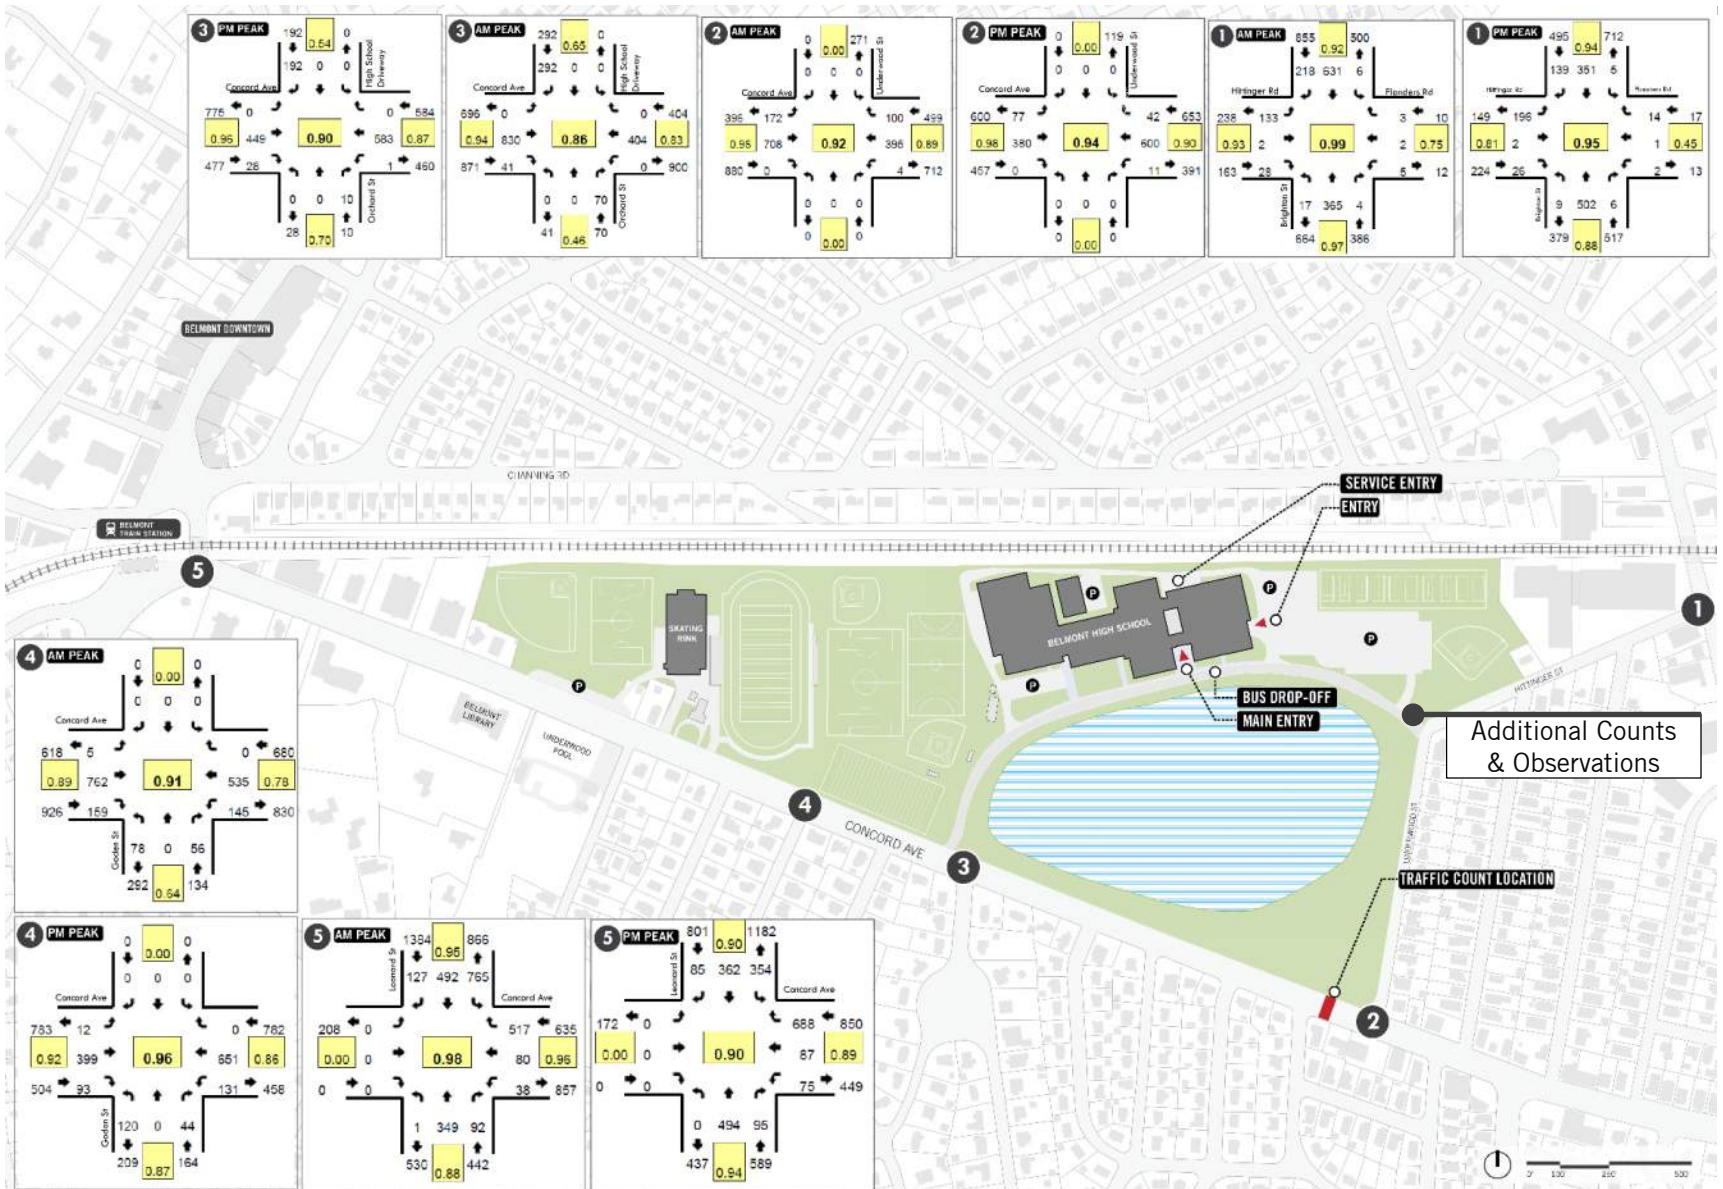 3 PM PEAK
192 0.64 0
192 0 0
High School Driveway
Concord Ave
775 0 0 584
0.96 449 0.90 583 0.87
477 28 1 460
Orchard St
0 0 10
28 0.70 10
3 AM PEAK
292 0.65 0
292 0 0
High School Driveway
Concord Ave
696 0 0 404
0.94 830 0.86 404 0.83
871 41 0 900
Orchard St
0 0 70
41 0.46 70
2 AM PEAK
0 0.00 271
0 0 0
Underwood St
Concord Ave
396 172 100 499
0.95 708 0.92 395 0.89
880 0 4 712
0 0 0
0 0.00 0
2 PM PEAK
0 0.00 119
0 0 0
Underwood St
Concord Ave
600 77 42 653
0.98 380 0.94 600 0.90
457 0 11 391
0 0 0
0 0.00 0
1 AM PEAK
855 0.92 500
218 631 6
Hittinger Rd Flanders Rd
238 133 3 10
0.93 2 0.99 2 0.75
163 28 5 12
Brighton St
17 365 4
664 0.97 386
1 PM PEAK
495 0.94 712
139 351 5
Hittinger Rd Flanders Rd
149 196 14 17
0.81 2 0.95 1 0.45
224 26 2 13
Brighton St
9 502 6
379 0.88 517
BELMONT DOWNTOWN
CHANNING RD
SERVICE ENTRY
ENTRY
BELMONT
TRAIN STATION
5
1
SKATING
RINK
P
P
BELMONT HIGH SCHOOL
P
P
P
HITTINGER ST
BUS DROP-OFF
MAIN ENTRY
Additional Counts
& Observations
BELMONT
LIBRARY
UNDERWOOD
POOL
4
CONCORD AVE
3
UNDERWOOD ST
TRAFFIC COUNT LOCATION
2
4 AM PEAK
0 0.00 0
0 0 0
Concord Ave
618 5 0 680
0.89 762 0.91 535 0.78
926 159 145 830
Goden St
78 0 56
292 0.64 134
4 PM PEAK
0 0.00 0
0 0 0
Concord Ave
783 12 0 782
0.92 399 0.96 651 0.86
504 93 131 458
Goden St
120 0 44
209 0.87 164
5 AM PEAK
1384 0.95 866
Leonard St
127 492 765
Concord Ave
208 0 517 635
0.00 0 0.98 80 0.96
0 0 38 857
1 349 92
530 0.88 442
5 PM PEAK
801 0.90 1182
Leonard St
85 362 354
Concord Ave
172 0 688 850
0.00 0 0.90 87 0.89
0 0 75 449
0 494 95
437 0.94 589
0' 100 250 500